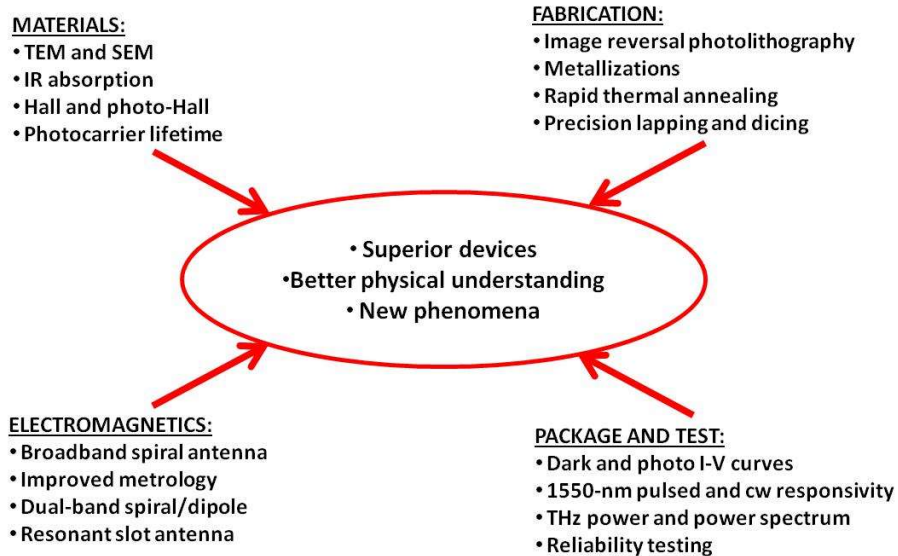 MATERIALS:
• TEM and SEM
• IR absorption
• Hall and photo-Hall
• Photocarrier lifetime
FABRICATION:
• Image reversal photolithography
• Metallizations
• Rapid thermal annealing
• Precision lapping and dicing
• Superior devices
•Better physical understanding
• New phenomena
ELECTROMAGNETICS:
• Broadband spiral antenna
• Improved metrology
• Dual-band spiral/dipole
• Resonant slot antenna
PACKAGE AND TEST:
• Dark and photo I-V curves
• 1550-nm pulsed and cw responsivity
• THz power and power spectrum
• Reliability testing